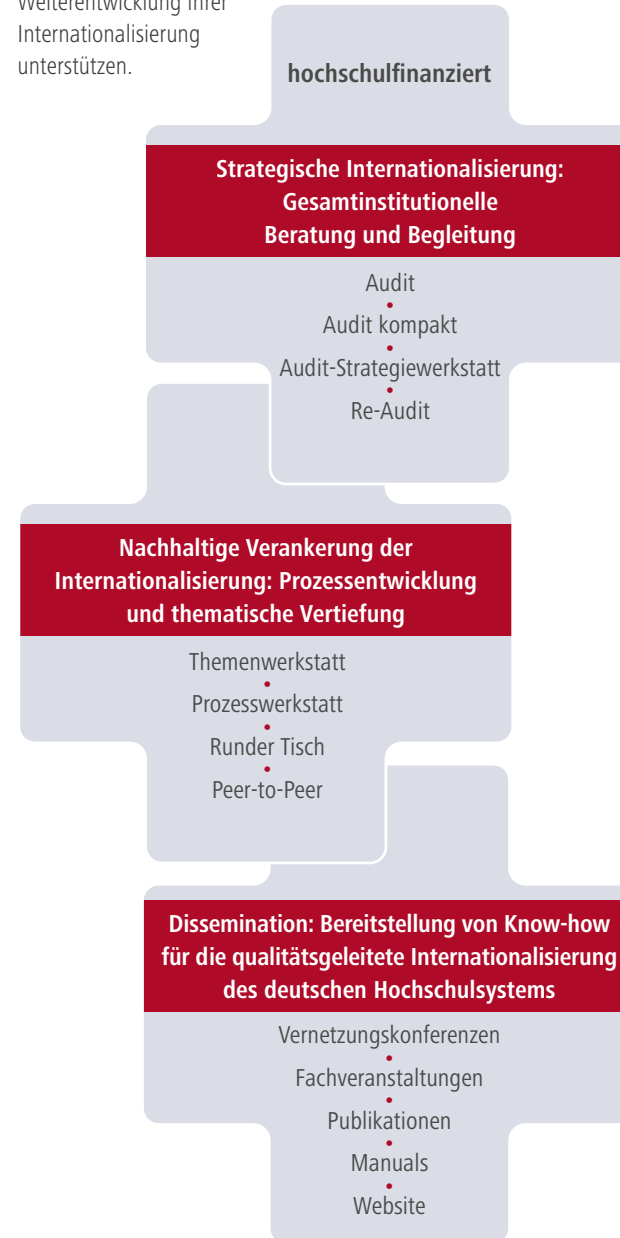 Weiterentwicklung ihrer
Internationalisierung
unterstützen.
hochschulfinanziert
Strategische Internationalisierung:
Gesamtinstitutionelle
Beratung und Begleitung
Audit
•
Audit kompakt
•
Audit-Strategiewerkstatt
•
Re-Audit
Nachhaltige Verankerung der
Internationalisierung: Prozessentwicklung
und thematische Vertiefung
Themenwerkstatt
•
Prozesswerkstatt
•
Runder Tisch
•
Peer-to-Peer
Dissemination: Bereitstellung von Know-how
für die qualitätsgeleitete Internationalisierung
des deutschen Hochschulsystems
Vernetzungskonferenzen
•
Fachveranstaltungen
•
Publikationen
•
Manuals
•
Website